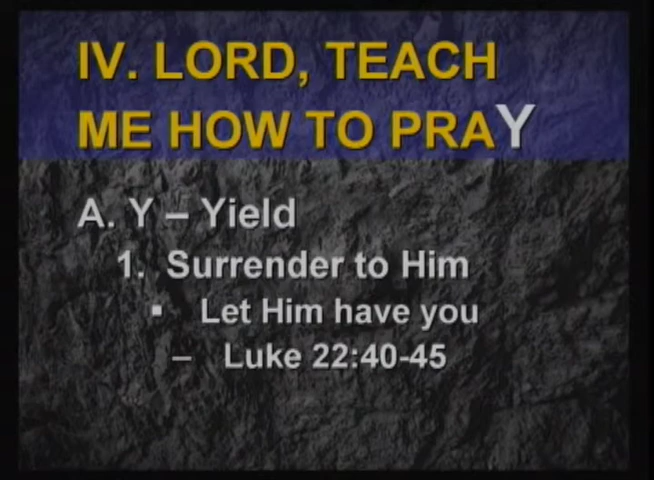 IV. LORD, TEACH
ME HOW TO PRAY
A. Y – Yield
1. Surrender to Him
▪ Let Him have you
– Luke 22:40-45